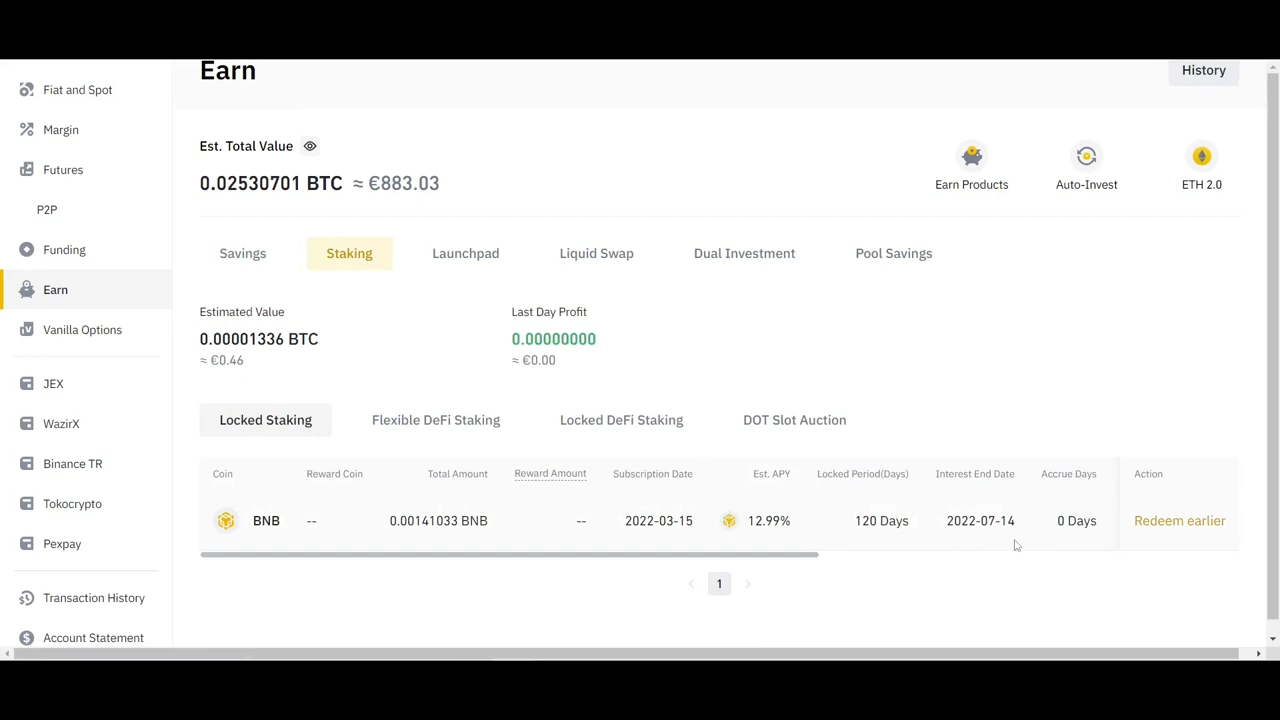 Earn
History
Fiat and Spot
Margin
Futures
P2P
Funding
Earn
Vanilla Options
JEX
WazirX
Binance TR
Tokocrypto
Pexpay
Transaction History
Account Statement
Est. Total Value
0.02530701 BTC ≈ €883.03
Earn Products
Auto-Invest
ETH 2.0
Savings
Staking
Launchpad
Liquid Swap
Dual Investment
Pool Savings
Estimated Value
0.00001336 BTC
≈ €0.46
Last Day Profit
0.00000000
≈ €0.00
Locked Staking
Flexible DeFi Staking
Locked DeFi Staking
DOT Slot Auction
Coin Reward Coin Total Amount Reward Amount Subscription Date Est. APY Locked Period(Days) Interest End Date Accrue Days Action
BNB -- 0.00141033 BNB -- 2022-03-15 12.99% 120 Days 2022-07-14 0 Days Redeem earlier
1